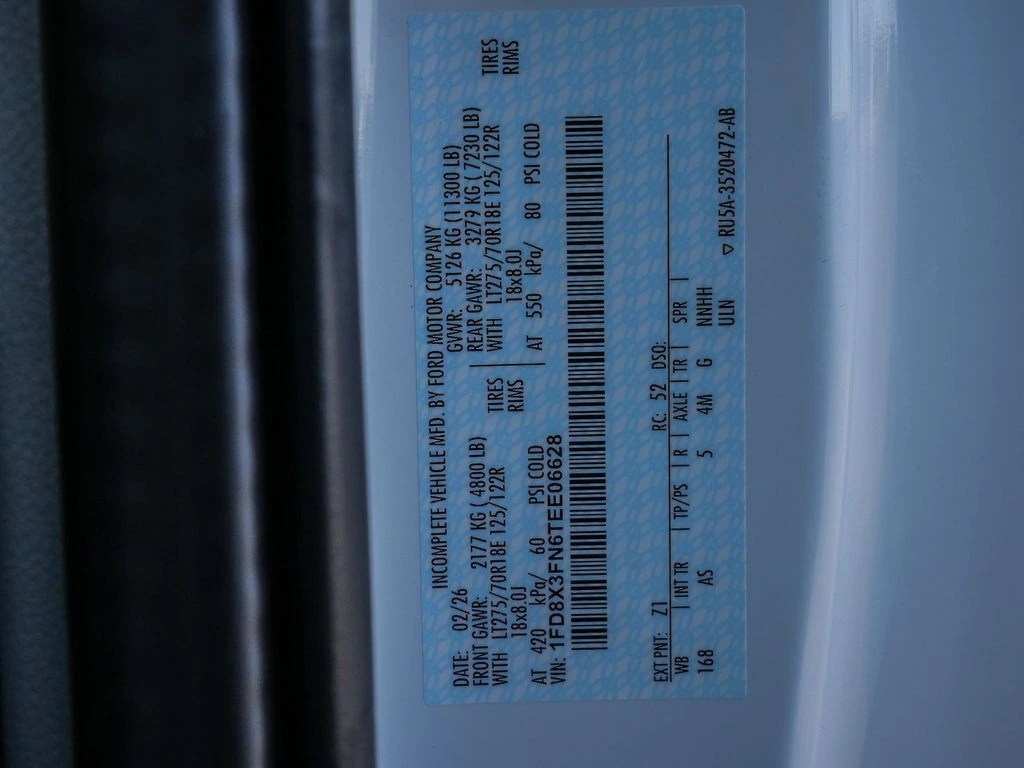 INCOMPLETE VEHICLE MFD. BY FORD MOTOR COMPANY
DATE: 02/26 GVWR: 5126 KG (11300 LB)
FRONT GAWR: 2177 KG ( 4800 LB) REAR GAWR: 3279 KG ( 7230 LB)
WITH LT275/70R18E 125/122R TIRES WITH LT275/70R18E 125/122R TIRES
18x8.0J RIMS 18x8.0J RIMS
AT 420 kPa/ 60 PSI COLD AT 550 kPa/ 80 PSI COLD
VIN: 1FD8X3FN6TEE06628
EXT PNT: Z1 RC: 52 DSO:
WB | INT TR | TP/PS | R | AXLE | TR | SPR |
168 AS 5 4M G NNHHH
ULN ▽ RU5A-3520472-AB